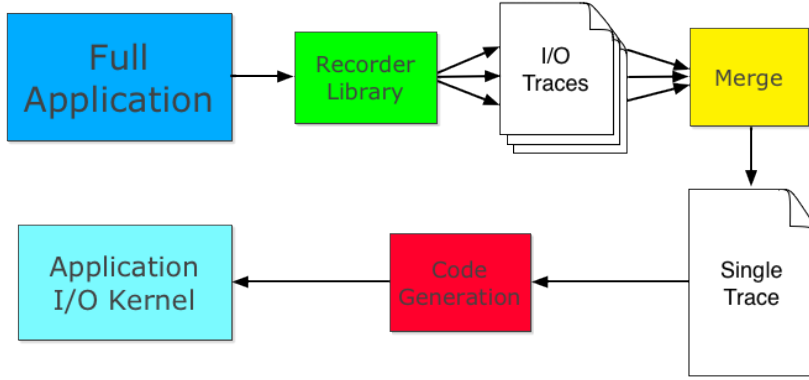 Full
Application
Recorder
Library
I/O
Traces
Merge
Single
Trace
Code
Generation
Application
I/O Kernel